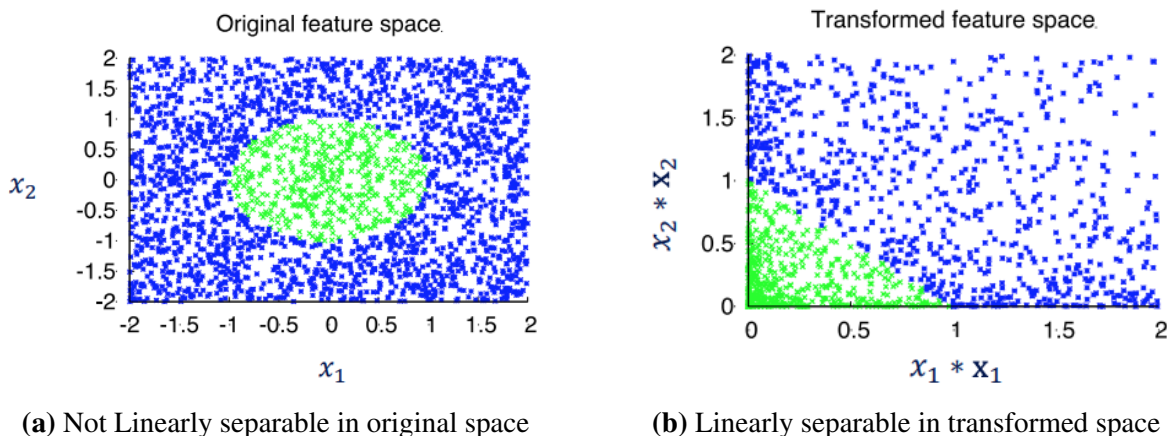 Original feature space
2
1.5
1
0.5
0
-0.5
-1
-1.5
-2
x₂
-2 -1.5 -1 -0.5 0 0.5 1 1.5 2
x₁
(a) Not Linearly separable in original space
Transformed feature space
2
1.5
1
0.5
0
x₂ * x₂
0 0.5 1 1.5 2
x₁ * x₁
(b) Linearly separable in transformed space